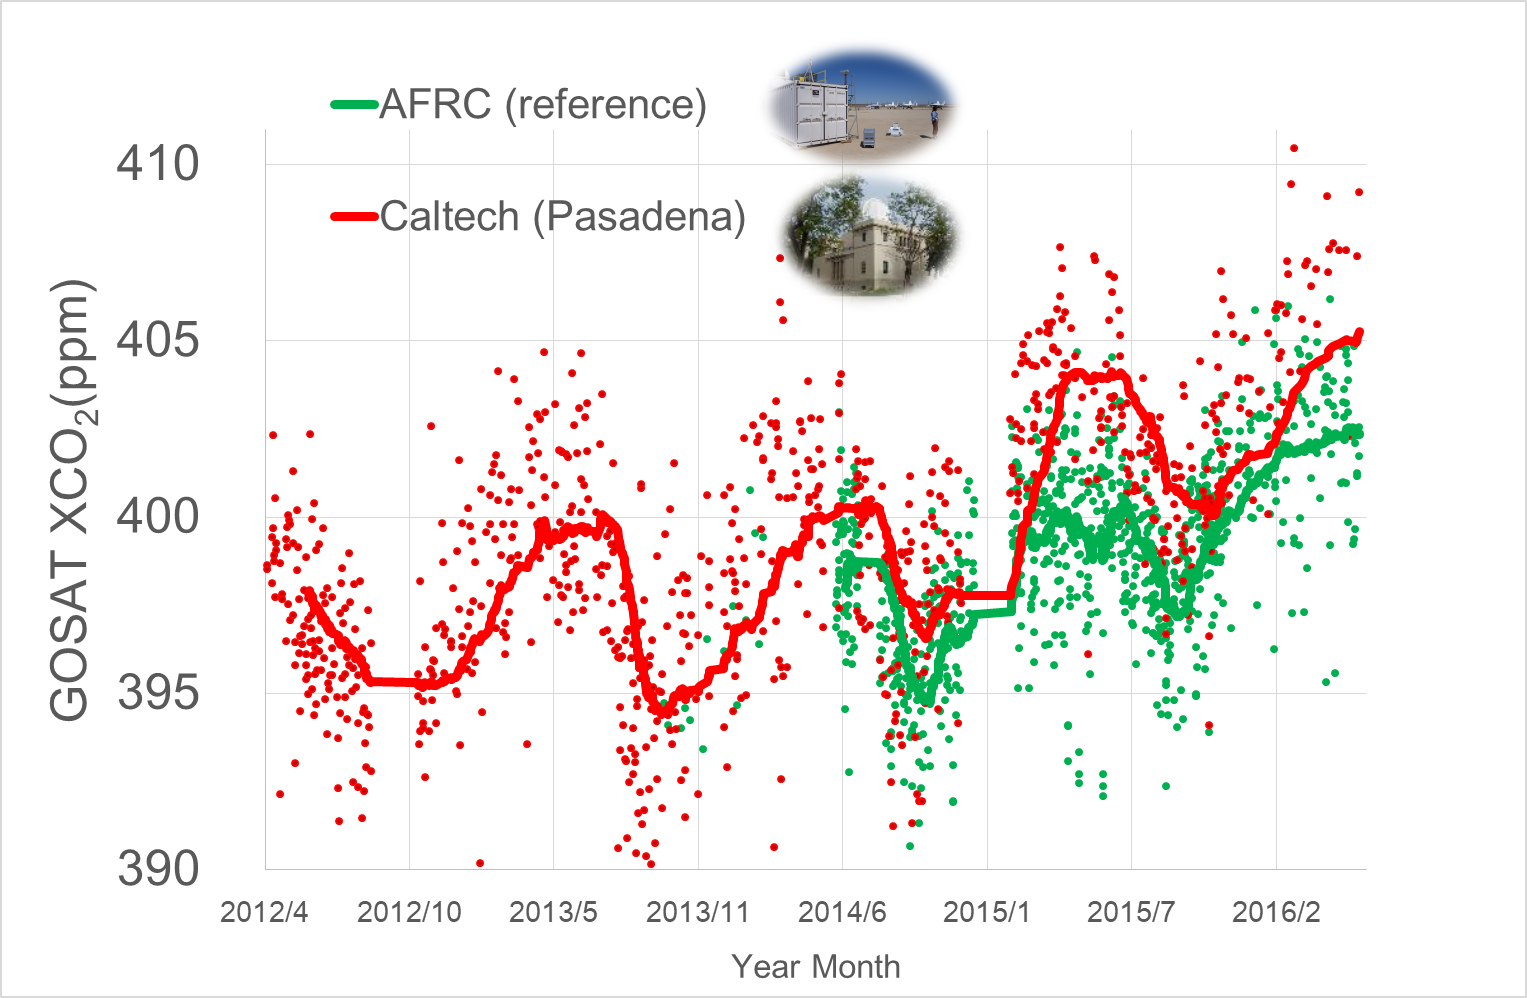 AFRC (reference)
Caltech (Pasadena)
GOSAT XCO₂(ppm)
410
405
400
395
390
2012/4 2012/10 2013/5 2013/11 2014/6 2015/1 2015/7 2016/2
Year Month